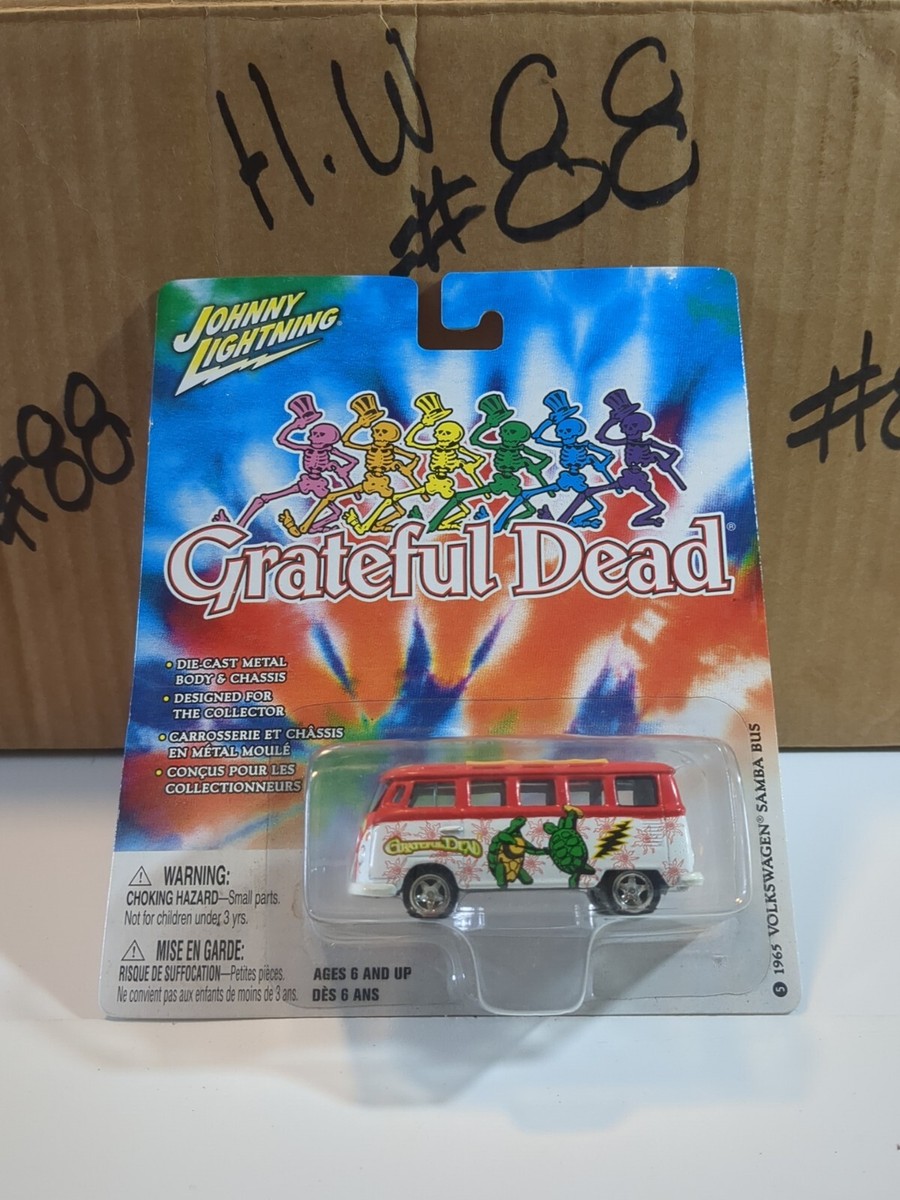 H.W
#88
#88
#8
JOHNNY
LIGHTNING®
Grateful Dead®
• DIE-CAST METAL
BODY & CHASSIS
• DESIGNED FOR
THE COLLECTOR
• CARROSSERIE ET CHÂSSIS
EN MÉTAL MOULÉ
• CONÇUS POUR LES
COLLECTIONNEURS
GRATEFUL DEAD
⚠ WARNING:
CHOKING HAZARD—Small parts.
Not for children under 3 yrs.
⚠ MISE EN GARDE:
RISQUE DE SUFFOCATION—Petites pièces.
Ne convient pas aux enfants de moins de 3 ans.
AGES 6 AND UP
DÈS 6 ANS
5 1965 VOLKSWAGEN® SAMBA BUS